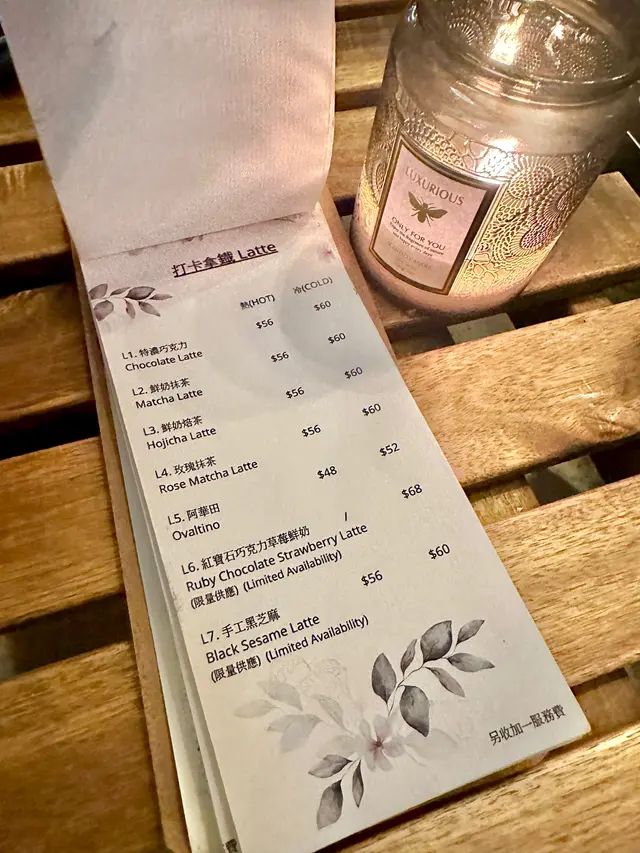 打卡拿鐵 Latte
熱(HOT) 冷(COLD)
L1. 特濃巧克力 $56 $60
Chocolate Latte
L2. 鮮奶抹茶 $56 $60
Matcha Latte
L3. 鮮奶焙茶 $56 $60
Hojicha Latte
L4. 玫瑰抹茶 $56 $60
Rose Matcha Latte
L5. 阿華田 $48 $52
Ovaltino
L6. 紅寶石巧克力草莓鮮奶 / $68
Ruby Chocolate Strawberry Latte
(限量供應) (Limited Availability)
L7. 手工黑芝麻 $56 $60
Black Sesame Latte
(限量供應) (Limited Availability)
另收加一服務費
LUXURIOUS
ONLY FOR YOU